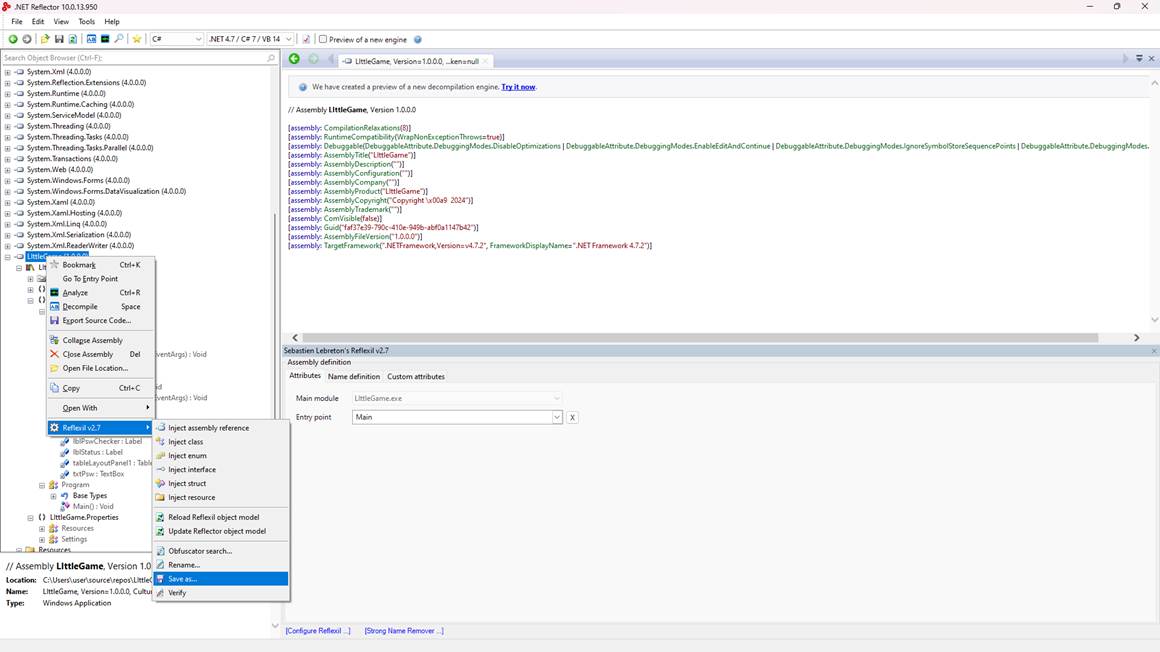 .NET Reflector 10.0.13.950
File Edit View Tools Help
C# .NET 4.7 / C# 7 / VB 14 Preview of a new engine
Search Object Browser (Ctrl-F);
System.Xml (4.0.0.0)
System.Reflection.Extensions (4.0.0.0)
System.Runtime (4.0.0.0)
System.Runtime.Caching (4.0.0.0)
System.ServiceModel (4.0.0.0)
System.Threading (4.0.0.0)
System.Threading.Tasks (4.0.0.0)
System.Threading.Tasks.Parallel (4.0.0.0)
System.Transactions (4.0.0.0)
System.Web (4.0.0.0)
System.Windows.Forms (4.0.0.0)
System.Windows.Forms.DataVisualization (4.0.0.0)
System.Xaml (4.0.0.0)
System.Xaml.Hosting (4.0.0.0)
System.Xml.Linq (4.0.0.0)
System.Xml.Serialization (4.0.0.0)
System.Xml.ReaderWriter (4.0.0.0)
LIttleGame (1.0.0.0)
Bookmark Ctrl+K
Go To Entry Point
Analyze Ctrl+R
Decompile Space
Export Source Code...
Collapse Assembly
Close Assembly Del
Open File Location...
Copy Ctrl+C
Open With
Reflexil v2.7
ventArgs) : Void
id
ventArgs) : Void
lblPswChecker : Label
lblStatus : Label
tableLayoutPanel1 : Table
txtPsw : TextBox
Program
Base Types
Main() : Void
LIttleGame.Properties
Resources
Settings
Resources
Inject assembly reference
Inject class
Inject enum
Inject interface
Inject struct
Inject resource
Reload Reflexil object model
Update Reflector object model
Obfuscator search...
Rename...
Save as...
Verify
// Assembly LIttleGame, Version 1.0
Location: C:\Users\user\source\repos\LIttleG
Name: LIttleGame, Version=1.0.0.0, Cultur
Type: Windows Application
LIttleGame, Version=1.0.0.0, ...ken=null
We have created a preview of a new decompilation engine. Try it now.
// Assembly LIttleGame, Version 1.0.0.0
[assembly: CompilationRelaxations(8)]
[assembly: RuntimeCompatibility(WrapNonExceptionThrows=true)]
[assembly: Debuggable(DebuggableAttribute.DebuggingModes.DisableOptimizations | DebuggableAttribute.DebuggingModes.EnableEditAndContinue | DebuggableAttribute.DebuggingModes.IgnoreSymbolStoreSequencePoints | DebuggableAttribute.DebuggingModes.
[assembly: AssemblyTitle("LIttleGame")]
[assembly: AssemblyDescription("")]
[assembly: AssemblyConfiguration("")]
[assembly: AssemblyCompany("")]
[assembly: AssemblyProduct("LIttleGame")]
[assembly: AssemblyCopyright("Copyright \x00a9 2024")]
[assembly: AssemblyTrademark("")]
[assembly: ComVisible(false)]
[assembly: Guid("faf37e39-790c-410e-949b-abf0a1147b42")]
[assembly: AssemblyFileVersion("1.0.0.0")]
[assembly: TargetFramework(".NETFramework,Version=v4.7.2", FrameworkDisplayName=".NET Framework 4.7.2")]
Sebastien Lebreton's Reflexil v2.7
Assembly definition
Attributes Name definition Custom attributes
Main module LIttleGame.exe
Entry point Main X
[Configure Reflexil ...] [Strong Name Remover ...]